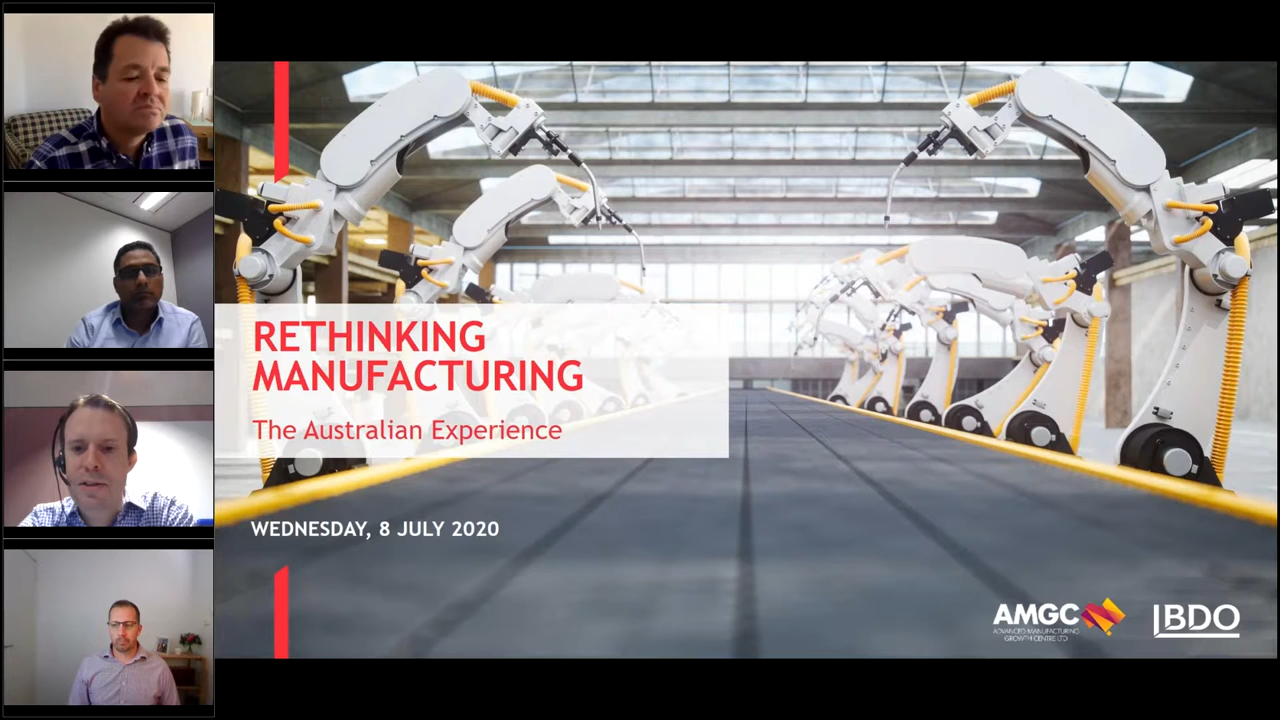 RETHINKING
MANUFACTURING
The Australian Experience
WEDNESDAY, 8 JULY 2020
AMGC
ADVANCED MANUFACTURING
GROWTH CENTRE LTD
BDO